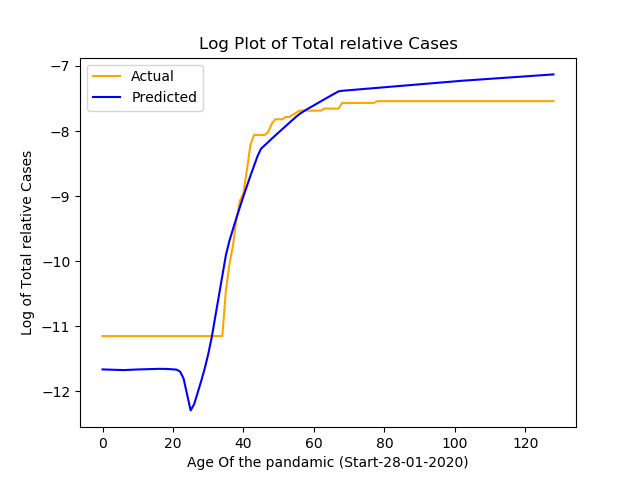 Log Plot of Total relative Cases
Actual
Predicted
−7
−8
−9
−10
−11
−12
Log of Total relative Cases
0 20 40 60 80 100 120
Age Of the pandamic (Start-28-01-2020)